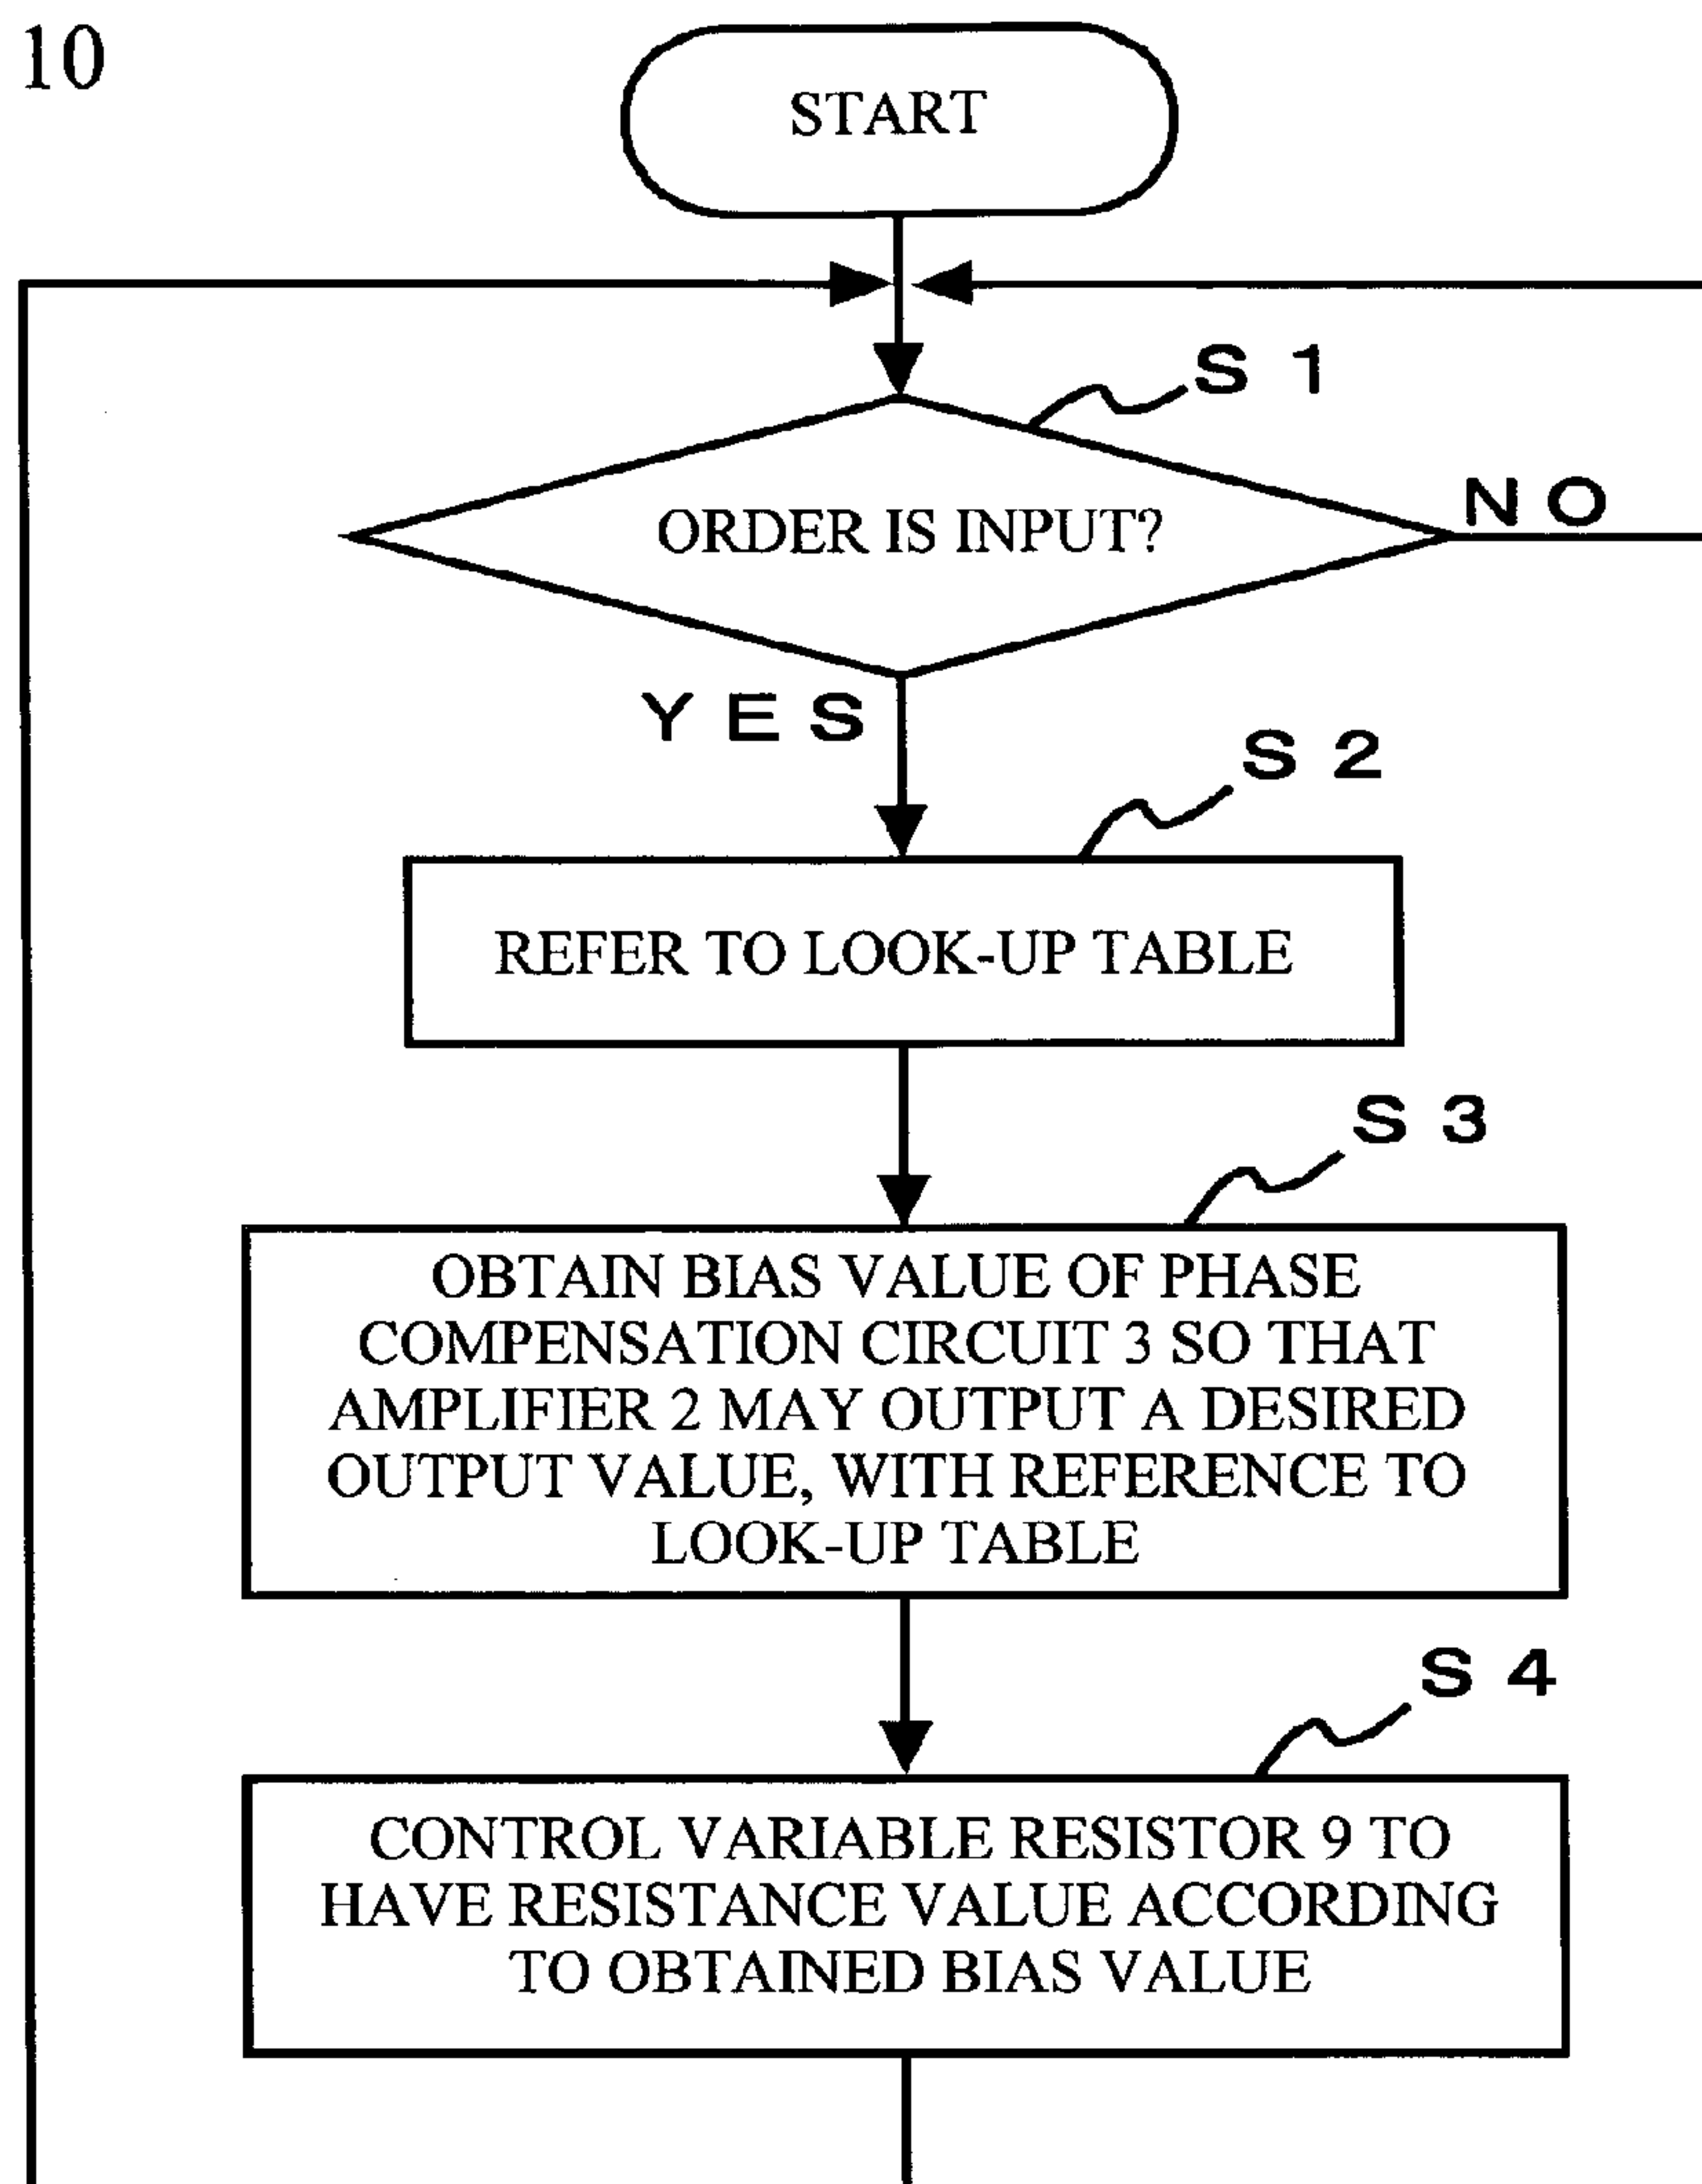 10
START
S 1
ORDER IS INPUT?
NO
YES
S 2
REFER TO LOOK-UP TABLE
S 3
OBTAIN BIAS VALUE OF PHASE
COMPENSATION CIRCUIT 3 SO THAT
AMPLIFIER 2 MAY OUTPUT A DESIRED
OUTPUT VALUE, WITH REFERENCE TO
LOOK-UP TABLE
S 4
CONTROL VARIABLE RESISTOR 9 TO
HAVE RESISTANCE VALUE ACCORDING
TO OBTAINED BIAS VALUE